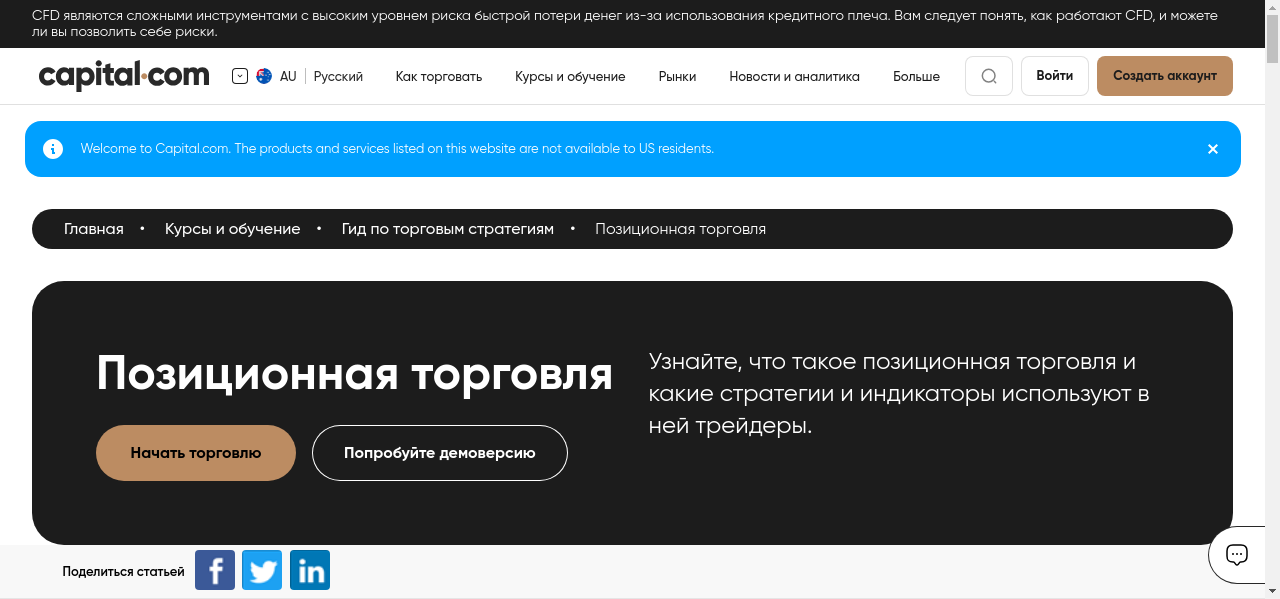 CFD являются сложными инструментами с высоким уровнем риска быстрой потери денег из-за использования кредитного плеча. Вам следует понять, как работают CFD, и можете
ли вы позволить себе риски.
capital.com
AU
Русский
Как торговать
Курсы и обучение
Рынки
Новости и аналитика
Больше
Войти
Создать аккаунт
Welcome to Capital.com. The products and services listed on this website are not available to US residents.
Главная • Курсы и обучение • Гид по торговым стратегиям • Позиционная торговля
Позиционная торговля
Начать торговлю
Попробуйте демоверсию
Узнайте, что такое позиционная торговля и
какие стратегии и индикаторы используют в
ней трейдеры.
Поделиться статьей